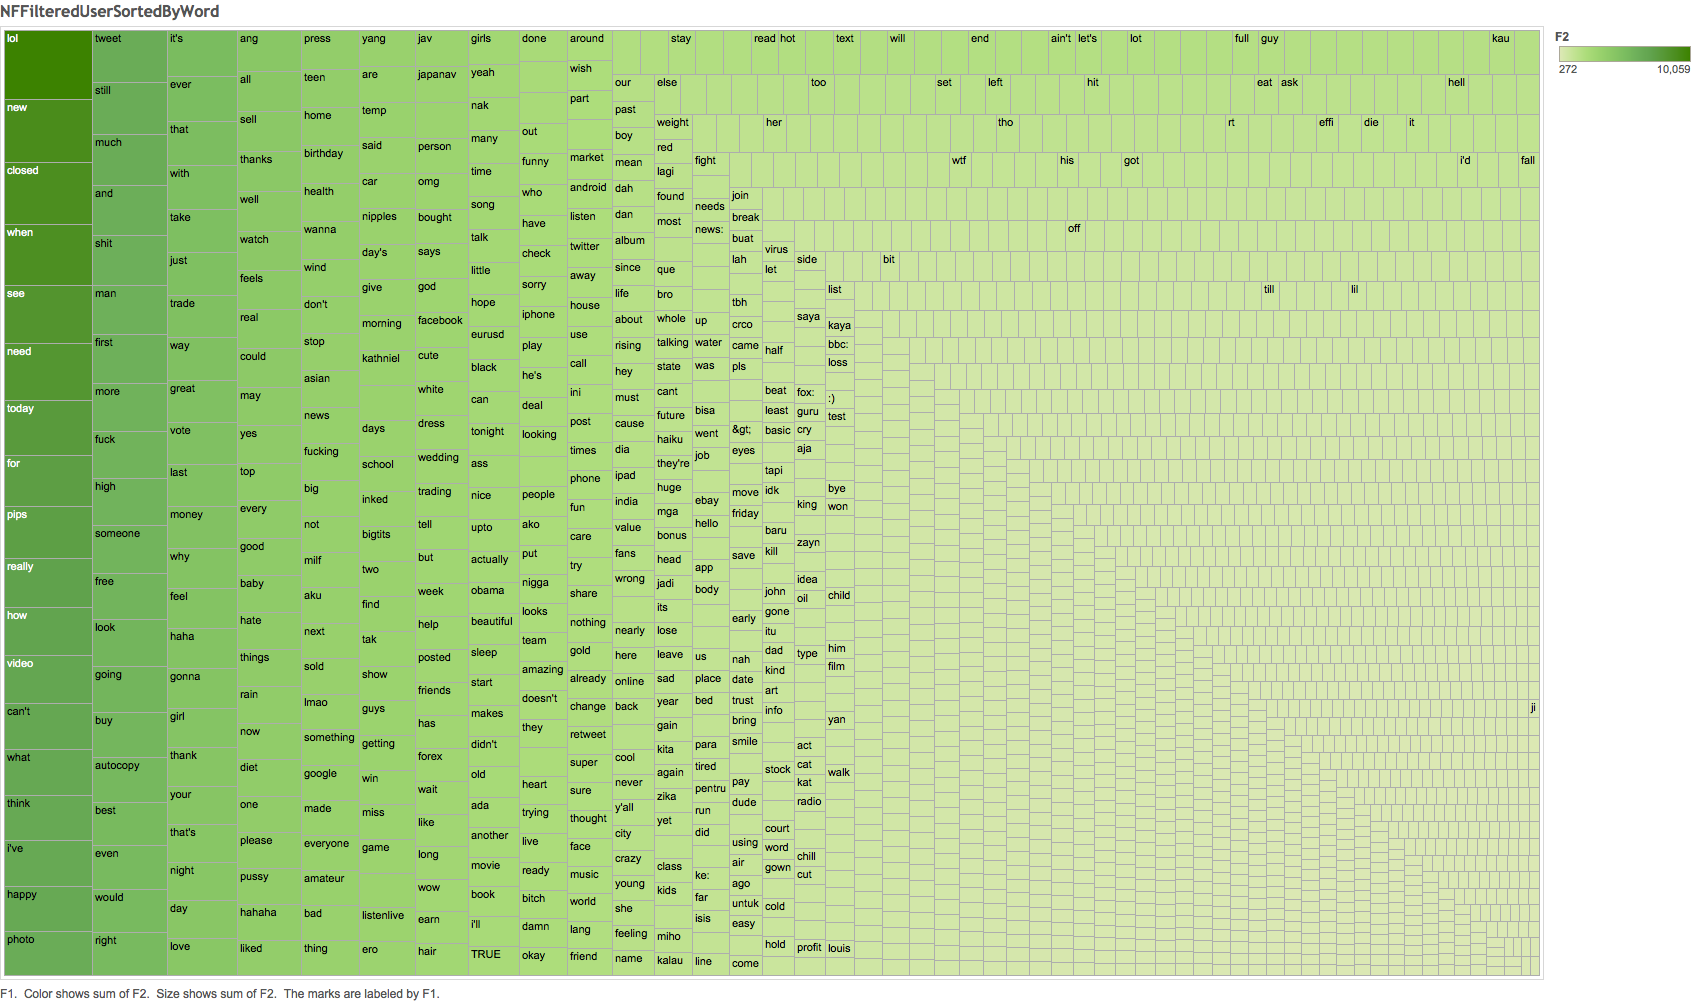 NFFilteredUserSortedByWord
lol
new
closed
when
see
need
today
for
pips
really
how
video
can't
what
think
i've
happy
photo
tweet
still
much
and
shit
man
first
more
fuck
high
someone
free
look
going
buy
autocopy
best
even
would
right
it's
ever
that
with
take
just
trade
way
great
vote
last
money
why
feel
haha
gonna
girl
thank
your
that's
night
day
love
ang
all
sell
thanks
well
watch
feels
real
could
may
yes
top
every
good
baby
hate
things
rain
now
diet
one
please
pussy
hahaha
liked
press
teen
home
birthday
health
wanna
wind
don't
stop
asian
news
fucking
big
not
milf
aku
next
sold
lmao
something
google
made
everyone
amateur
bad
thing
yang
are
temp
said
car
nipples
day's
give
morning
kathniel
days
school
inked
bigtits
two
find
tak
show
guys
getting
win
miss
game
listenlive
ero
jav
japanav
person
omg
bought
says
god
facebook
cute
white
dress
wedding
trading
tell
but
week
help
posted
friends
has
forex
wait
like
long
wow
earn
hair
girls
yeah
nak
many
time
song
talk
little
hope
eurusd
black
can
tonight
ass
nice
upto
actually
obama
beautiful
sleep
start
makes
didn't
old
ada
another
movie
book
i'll
TRUE
done
out
funny
who
have
check
sorry
iphone
play
he's
deal
looking
people
ako
put
nigga
looks
team
amazing
doesn't
they
heart
trying
live
ready
bitch
damn
okay
around
wish
part
market
android
listen
twitter
away
house
use
call
ini
post
times
phone
fun
care
try
share
nothing
gold
already
change
retweet
super
sure
thought
face
music
world
lang
friend
our
past
boy
mean
dah
dan
album
since
life
about
rising
hey
must
cause
dia
ipad
india
value
fans
wrong
nearly
here
online
back
cool
never
y'all
city
crazy
young
she
feeling
name
stay
read
hot
text
will
end
ain't
let's
lot
full
guy
kau
else
too
set
left
hit
eat
ask
hell
weight
red
lagi
found
most
que
bro
whole
talking
state
cant
future
haiku
they're
huge
mga
bonus
head
jadi
its
lose
leave
sad
year
gain
kita
again
zika
yet
class
kids
miho
kalau
her
tho
rt
effi
die
it
fight
needs
news:
up
water
was
bisa
went
job
ebay
hello
app
body
us
place
bed
para
tired
pentru
run
did
ke:
far
isis
line
wtf
his
got
i'd
fall
join
break
buat
lah
tbh
crco
came
pls
&gt;
eyes
move
friday
save
early
nah
date
trust
bring
smile
pay
dude
using
air
ago
untuk
easy
come
virus
let
half
beat
least
basic
tapi
idk
baru
kill
john
gone
itu
dad
kind
art
info
stock
court
word
gown
cold
hold
off
side
saya
fox:
guru
cry
aja
king
zayn
idea
oil
type
act
cat
kat
radio
chill
cut
profit
bit
list
kaya
bbc:
loss
:)
test
bye
won
child
him
film
yan
walk
louis
till
lil
ji
F2
272
10,059
F1. Color shows sum of F2. Size shows sum of F2. The marks are labeled by F1.